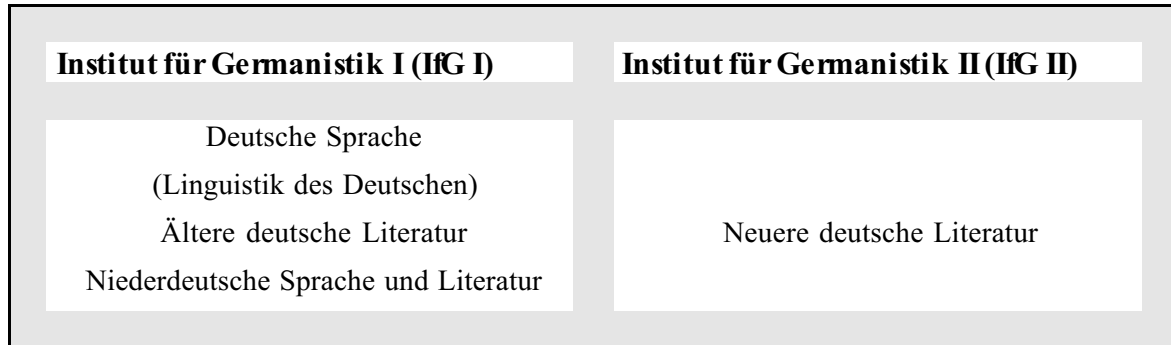 Institut für Germanistik I (IfG I)
Deutsche Sprache
(Linguistik des Deutschen)
Ältere deutsche Literatur
Niederdeutsche Sprache und Literatur
Institut für Germanistik II (IfG II)
Neuere deutsche Literatur